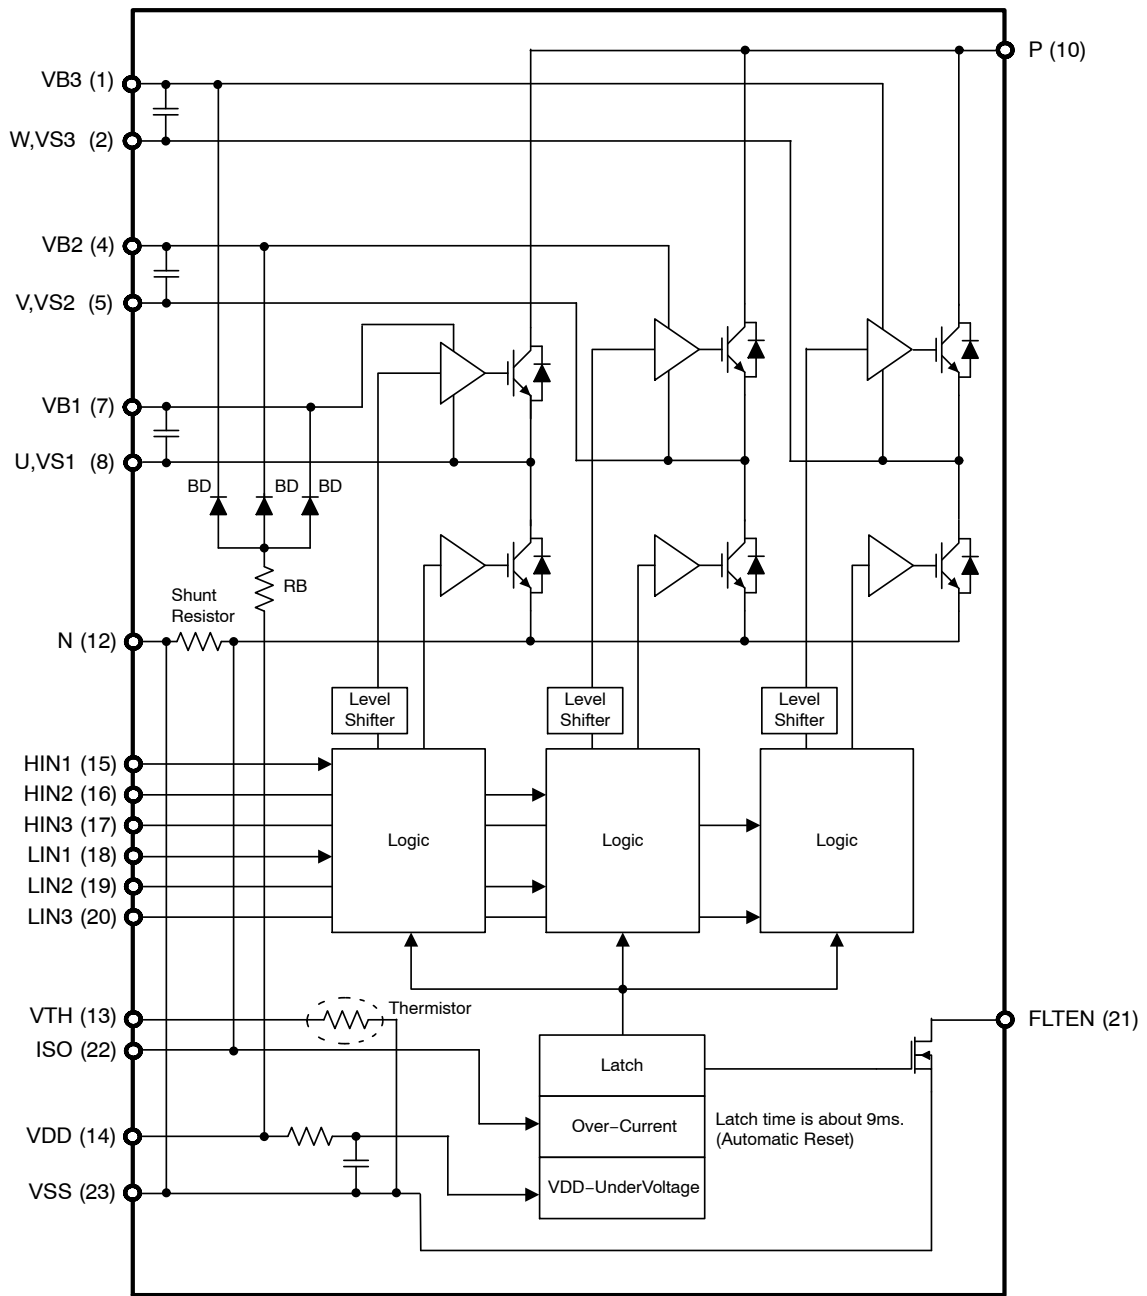 P (10)
VB3 (1)
W,VS3 (2)
VB2 (4)
V,VS2 (5)
VB1 (7)
U,VS1 (8)
BD
BD
BD
RB
Shunt
Resistor
N (12)
Level
Shifter
Level
Shifter
Level
Shifter
HIN1 (15)
HIN2 (16)
HIN3 (17)
LIN1 (18)
LIN2 (19)
LIN3 (20)
Logic
Logic
Logic
VTH (13)
Thermistor
FLTEN (21)
ISO (22)
Latch
Over−Current
Latch time is about 9ms.
(Automatic Reset)
VDD (14)
VDD−UnderVoltage
VSS (23)